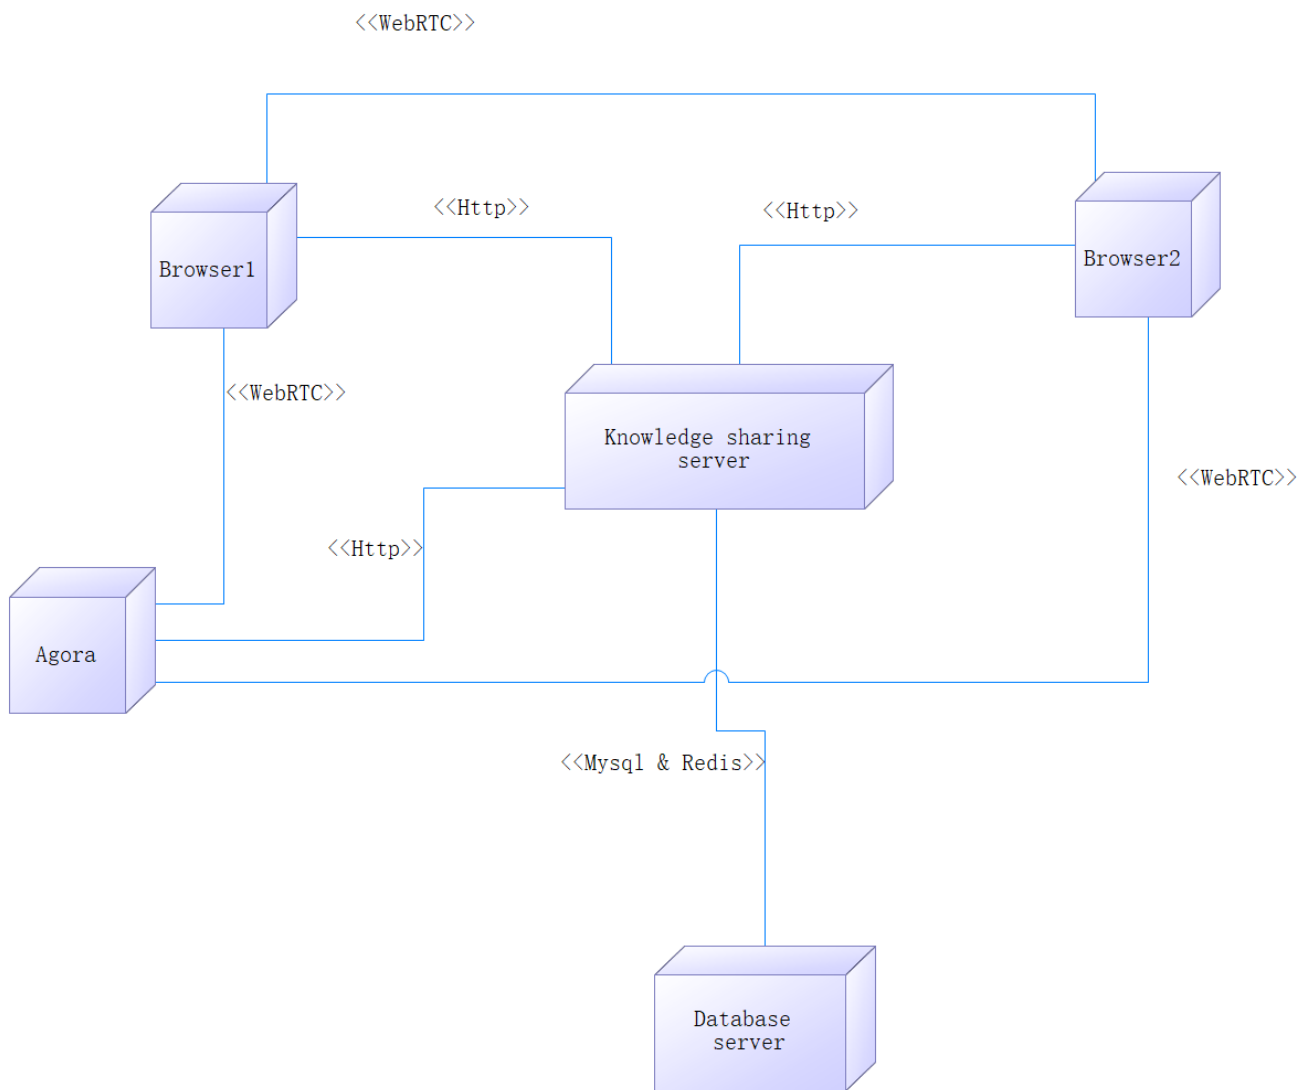 <<WebRTC>>
<<Http>>
<<Http>>
Browser1
Browser2
<<WebRTC>>
Knowledge sharing
server
<<WebRTC>>
<<Http>>
Agora
<<Mysql & Redis>>
Database
server